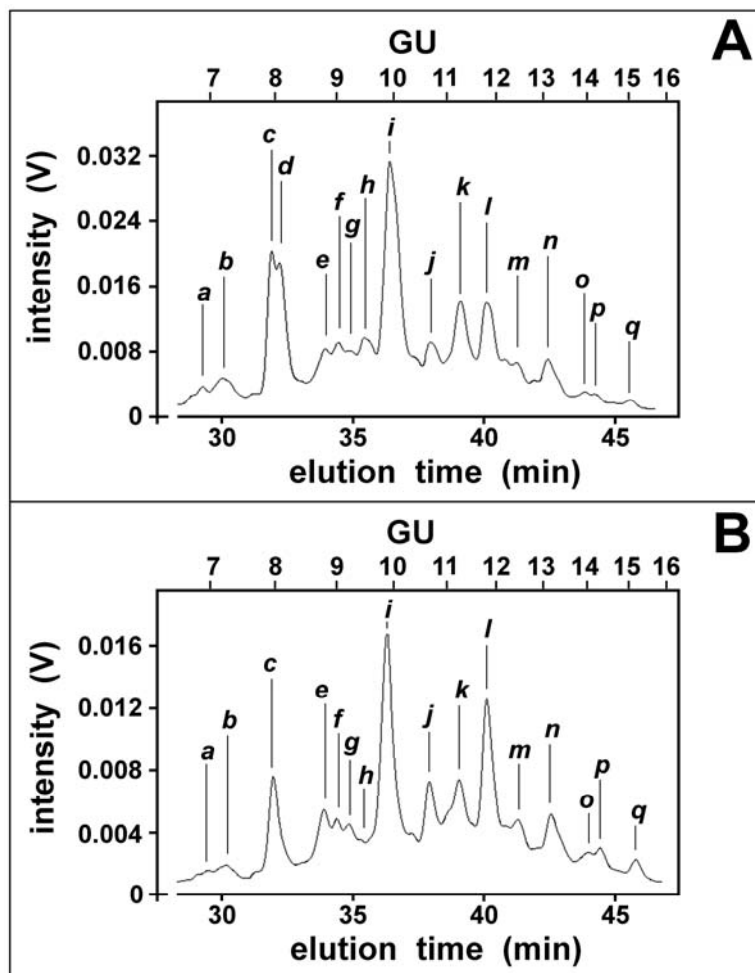 A
GU
7 8 9 10 11 12 13 14 15 16
i
c
d
k
f
l
h
g
n
b
e
j
m
o
a
p
q
0.032
0.024
0.016
0.008
0
intensity (V)
30 35 40 45
elution time (min)
B
GU
7 8 9 10 11 12 13 14 15 16
i
l
c
e
k
j
n
f
b
g
m
p
a
h
o
q
0.016
0.012
0.008
0.004
0
intensity (V)
30 35 40 45
elution time (min)